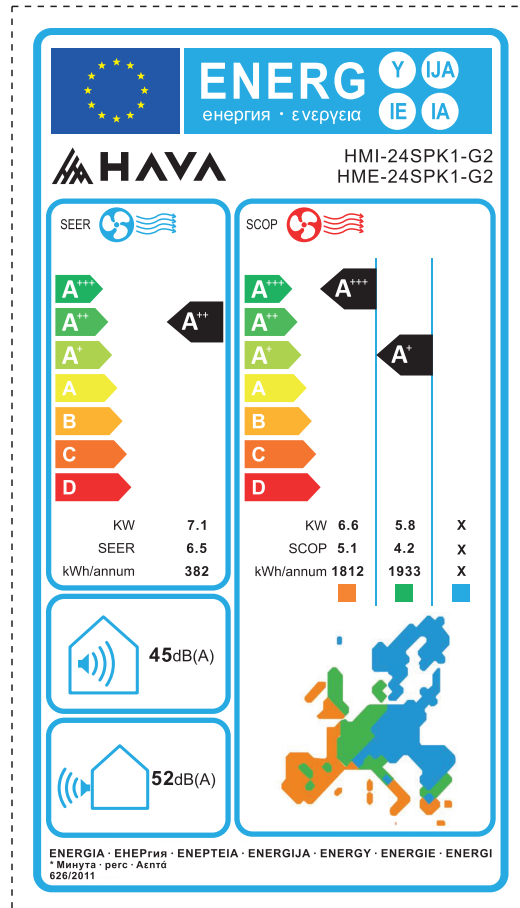 ENERG
Y
IJA
енергия · ενεργεια
IE
IA
HAVA
HMI-24SPK1-G2
HME-24SPK1-G2
SEER
A+++
A++
A+
A
B
C
D
A++
KW 7.1
SEER 6.5
kWh/annum 382
SCOP
A+++
A++
A+
A
B
C
D
A+++
A+
KW 6.6 5.8 X
SCOP 5.1 4.2 X
kWh/annum 1812 1933 X
45dB(A)
52dB(A)
ENERGIA · ЕНЕРгия · ΕΝΕΡΤΕΙΑ · ENERGIJA · ENERGY · ENERGIE · ENERGI
* Минута · perc · Λεπτά
626/2011